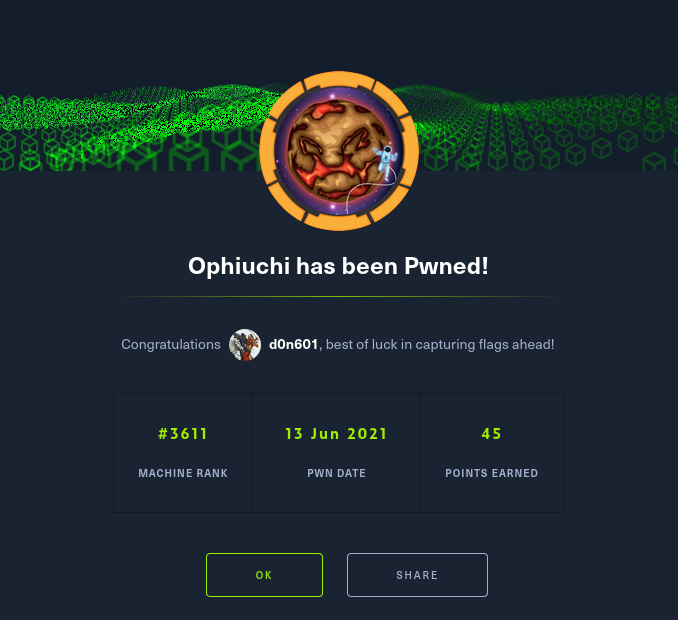 Ophiuchi has been Pwned!
Congratulations d0n601, best of luck in capturing flags ahead!
#3611 13 Jun 2021 45
MACHINE RANK PWN DATE POINTS EARNED
OK SHARE